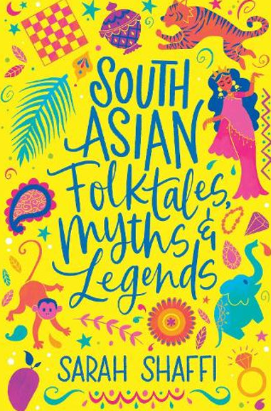 SOUTH
ASIAN
Folktales,
Myths &
Legends
SARAH SHAFFI